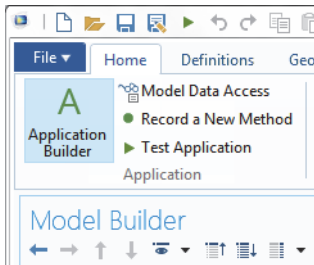 File Home Definitions Geo
A
Application
Builder
Model Data Access
Record a New Method
Test Application
Application
Model Builder